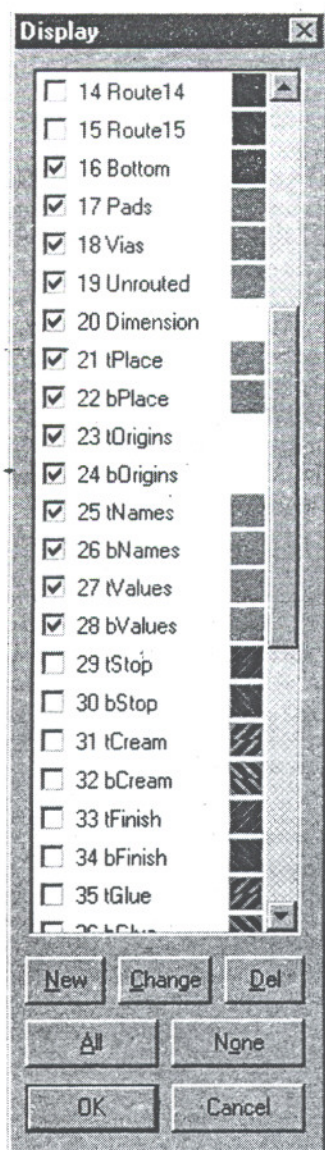 Display
14 Route14
15 Route15
16 Bottom
17 Pads
18 Vias
19 Unrouted
20 Dimension
21 tPlace
22 bPlace
23 tOrigins
24 bOrigins
25 tNames
26 bNames
27 tValues
28 bValues
29 tStop
30 bStop
31 tCream
32 bCream
33 tFinish
34 bFinish
35 tGlue
36 bGlue
New Change Del
All None
OK Cancel